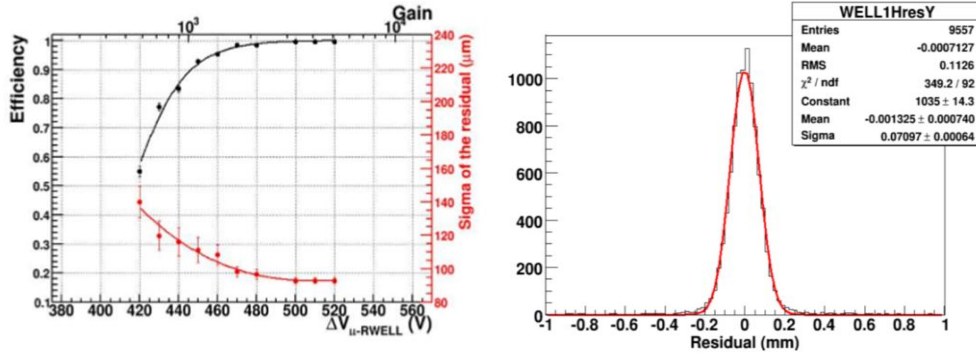 Gain
10³
10⁴
Efficiency
1
0.9
0.8
0.7
0.6
0.5
0.4
0.3
0.2
0.1
240
220
200
180
160
140
120
100
80
Sigma of the residual (μm)
380 400 420 440 460 480 500 520 540 560
ΔV μ-RWELL (V)
WELL1HresY
Entries 9557
Mean -0.0007127
RMS 0.1126
χ² / ndf 349.2 / 92
Constant 1035 ± 14.3
Mean -0.001325 ± 0.000740
Sigma 0.07097 ± 0.00064
1000
800
600
400
200
0
-1 -0.8 -0.6 -0.4 -0.2 0 0.2 0.4 0.6 0.8 1
Residual (mm)